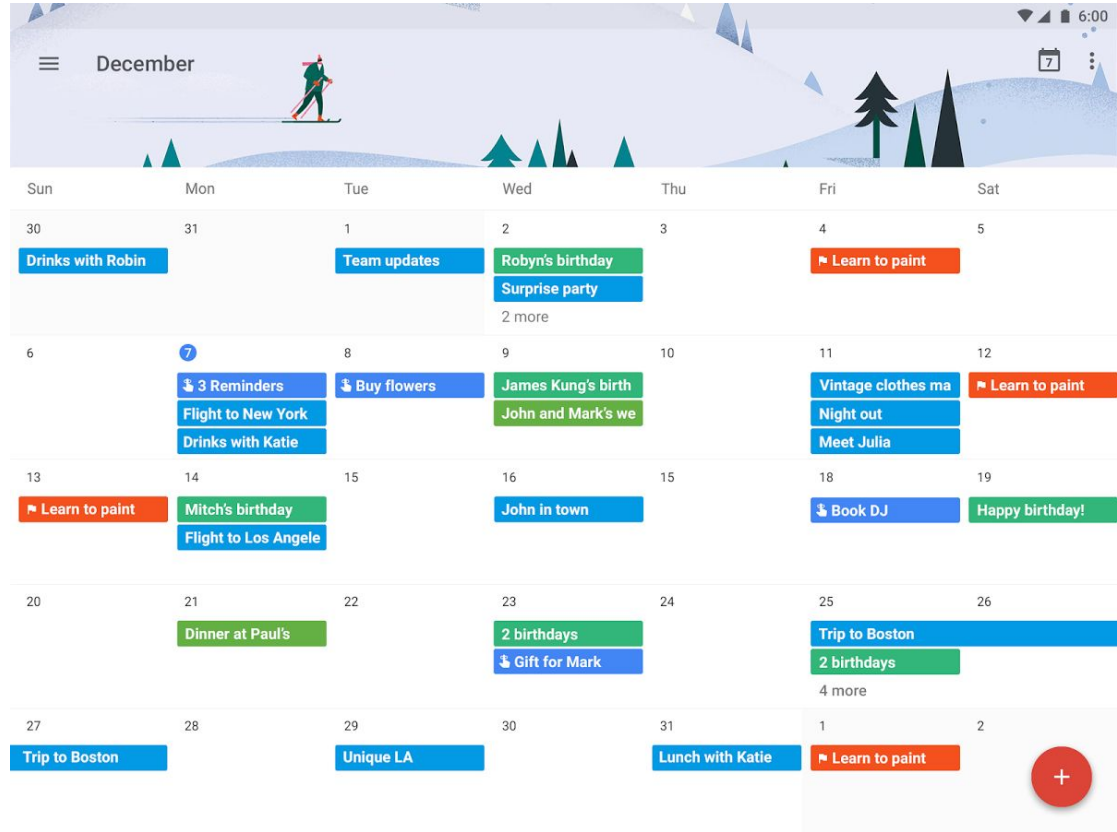 6:00
December
7
Sun Mon Tue Wed Thu Fri Sat
30 31 1 2 3 4 5
Drinks with Robin Team updates Robyn's birthday Learn to paint
Surprise party
2 more
6 7 8 9 10 11 12
3 Reminders Buy flowers James Kung's birth Vintage clothes ma Learn to paint
Flight to New York John and Mark's we Night out
Drinks with Katie Meet Julia
13 14 15 16 15 18 19
Learn to paint Mitch's birthday John in town Book DJ Happy birthday!
Flight to Los Angele
20 21 22 23 24 25 26
Dinner at Paul's 2 birthdays Trip to Boston
Gift for Mark 2 birthdays
4 more
27 28 29 30 31 1 2
Trip to Boston Unique LA Lunch with Katie Learn to paint
+